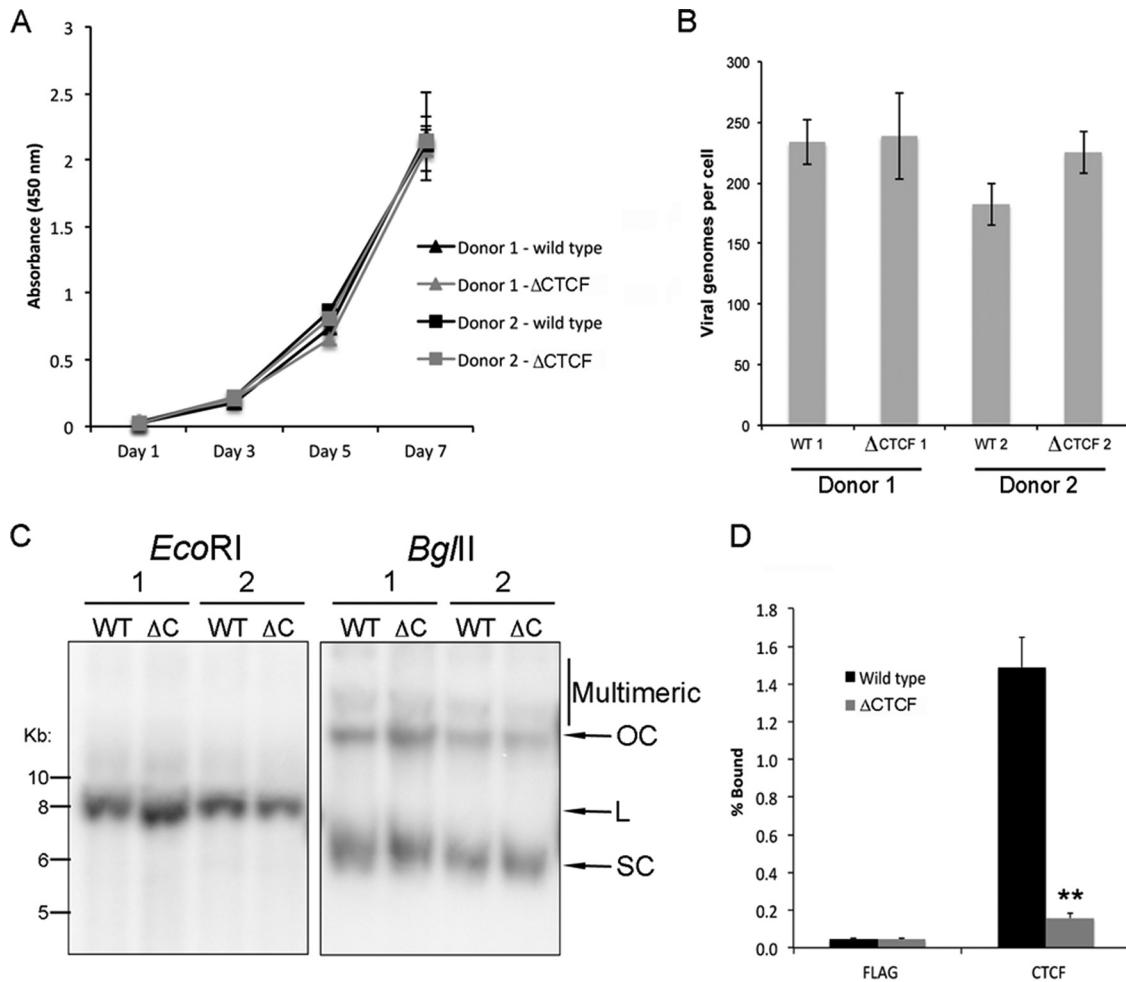 A
3
2.5
2
1.5
1
0.5
0
Absorbance (450 nm)
Day 1 Day 3 Day 5 Day 7
Donor 1 - wild type
Donor 1 - ΔCTCF
Donor 2 - wild type
Donor 2 - ΔCTCF
B
300
250
200
150
100
50
0
Viral genomes per cell
WT 1 ΔCTCF 1 WT 2 ΔCTCF 2
Donor 1 Donor 2
C
EcoRI BglII
1 2 1 2
WT ΔC WT ΔC WT ΔC WT ΔC
Kb:
10
8
6
5
Multimeric
OC
L
SC
D
1.8
1.6
1.4
1.2
1.0
0.8
0.6
0.4
0.2
0.0
% Bound
Wild type
ΔCTCF
**
FLAG CTCF